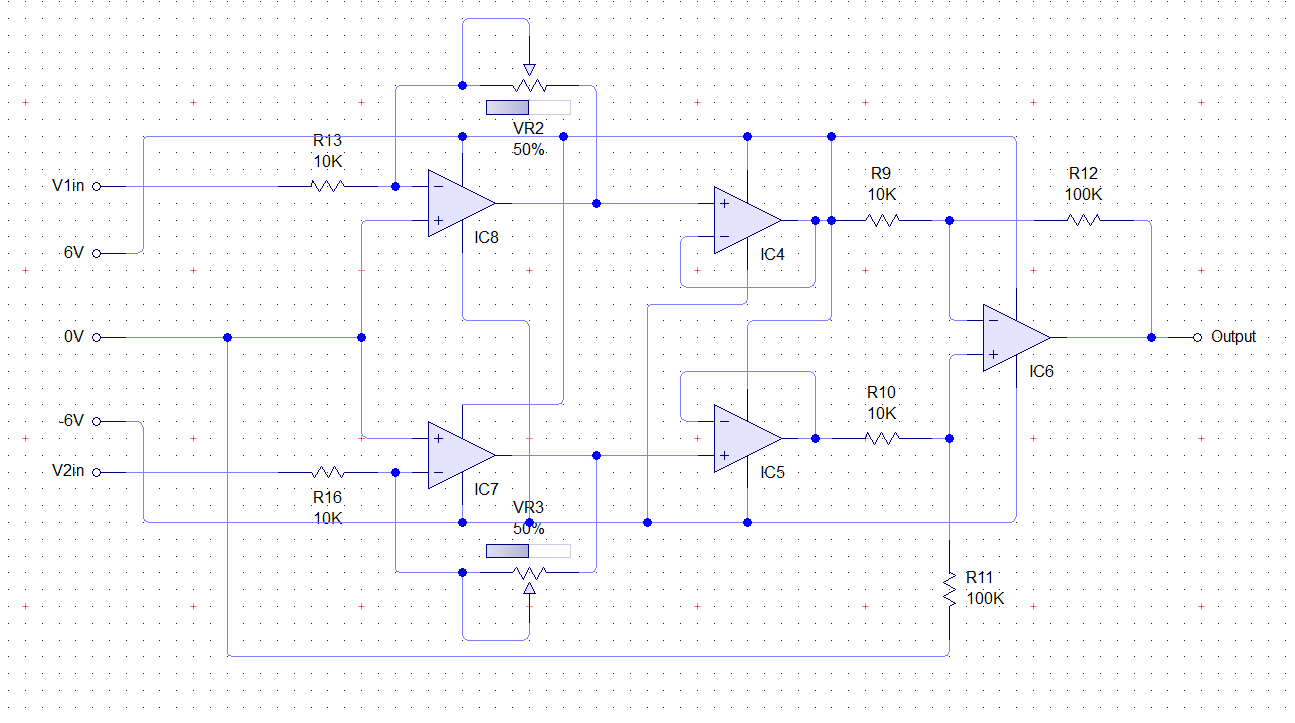 VR2
50%
R13
10K
V1in
IC8
6V
R9
10K
R12
100K
IC4
0V
Output
IC6
-6V
V2in
R16
10K
IC7
VR3
50%
R10
10K
IC5
R11
100K